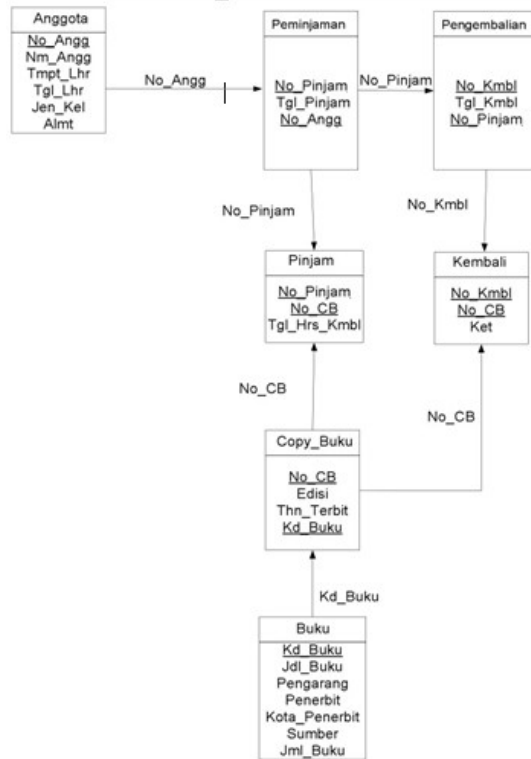 Anggota
No_Angg
Nm_Angg
Tmpt_Lhr
Tgl_Lhr
Jen_Kel
Almt
No_Angg
Peminjaman
No_Pinjam
Tgl_Pinjam
No_Angg
No_Pinjam
Pengembalian
No_Kmbl
Tgl_Kmbl
No_Pinjam
No_Pinjam
No_Kmbl
Pinjam
No_Pinjam
No_CB
Tgl_Hrs_Kmbl
Kembali
No_Kmbl
No_CB
Ket
No_CB
No_CB
Copy_Buku
No_CB
Edisi
Thn_Terbit
Kd_Buku
Kd_Buku
Buku
Kd_Buku
Jdl_Buku
Pengarang
Penerbit
Kota_Penerbit
Sumber
Jml_Buku